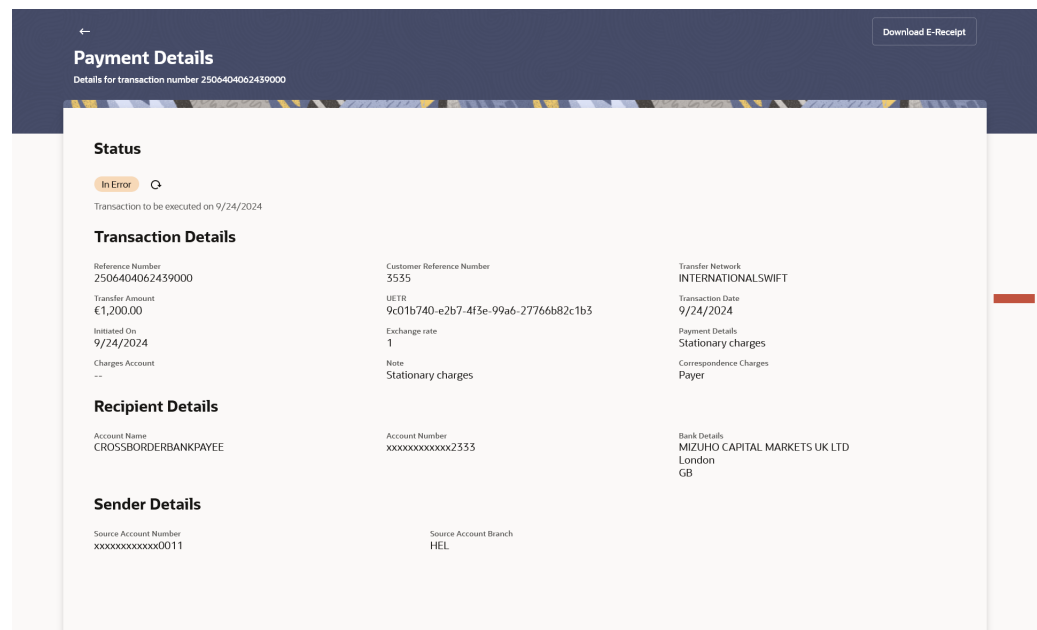 ←
Download E-Receipt
Payment Details
Details for transaction number 2506404062439000
Status
In Error
Transaction to be executed on 9/24/2024
Transaction Details
Reference Number
2506404062439000
Customer Reference Number
3535
Transfer Network
INTERNATIONALSWIFT
Transfer Amount
€1,200.00
UETR
9c01b740-e2b7-4f3e-99a6-27766b82c1b3
Transaction Date
9/24/2024
Initiated On
9/24/2024
Exchange rate
1
Payment Details
Stationary charges
Charges Account
--
Note
Stationary charges
Correspondence Charges
Payer
Recipient Details
Account Name
CROSSBORDERBANKPAYEE
Account Number
xxxxxxxxxxxx2333
Bank Details
MIZUHO CAPITAL MARKETS UK LTD
London
GB
Sender Details
Source Account Number
xxxxxxxxxxxx0011
Source Account Branch
HEL